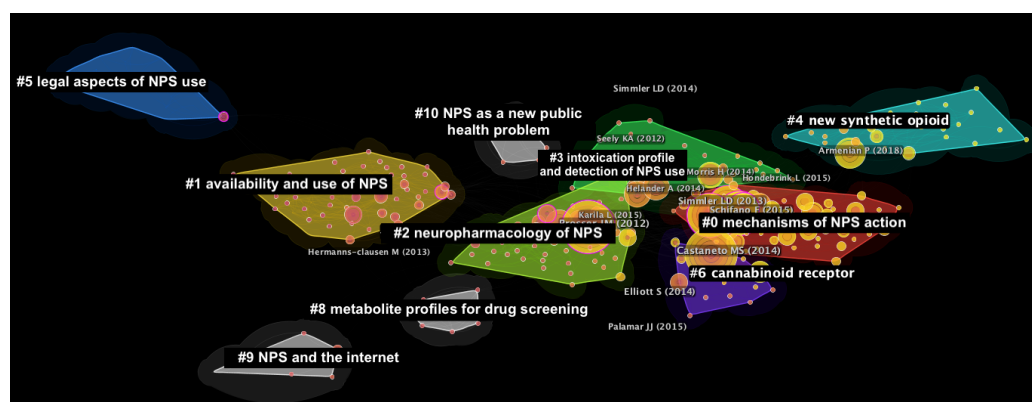 #5 legal aspects of NPS use
Simmler LD (2014)
#10 NPS as a new public
health problem
#4 new synthetic opioid
Seely KA (2012)
Armenian P (2018)
#3 intoxication profile
and detection of NPS use
Morris H (2014)
Hondebrink L (2015)
#1 availability and use of NPS
Helander A (2014)
Simmler LD (2013)
Schifano F (2015)
Karila L (2015)
Prosser JM (2012)
#0 mechanisms of NPS action
#2 neuropharmacology of NPS
Hermanns-clausen M (2013)
Castaneto MS (2014)
#6 cannabinoid receptor
Elliott S (2014)
#8 metabolite profiles for drug screening
Palamar JJ (2015)
#9 NPS and the internet